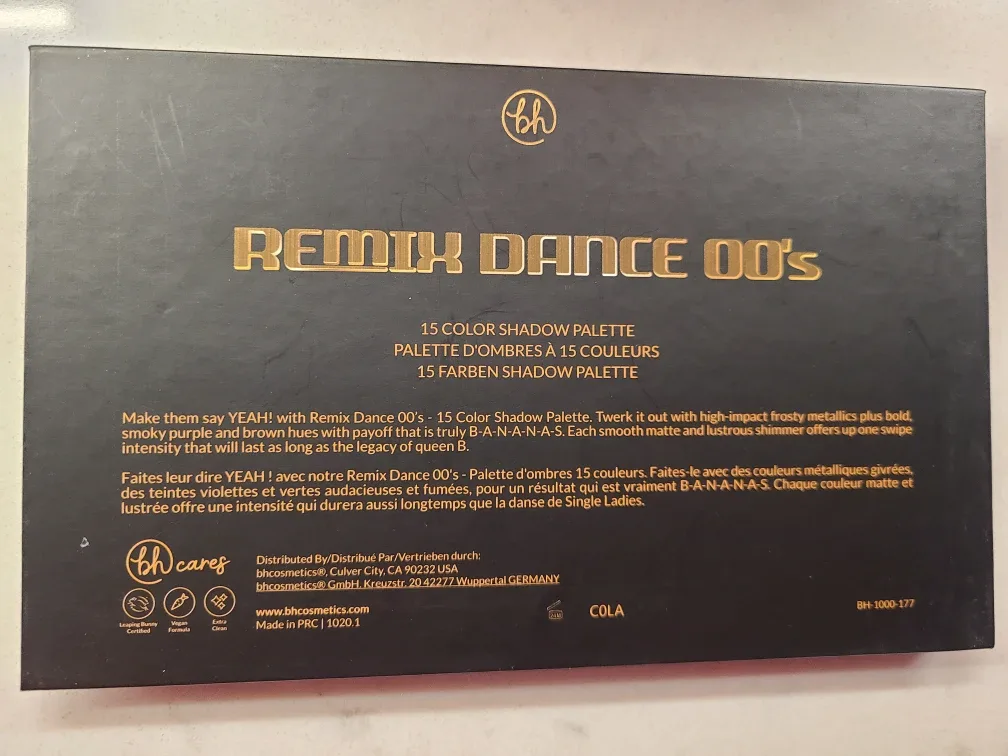 bh
REMIX DANCE 00's
15 COLOR SHADOW PALETTE
PALETTE D'OMBRES À 15 COULEURS
15 FARBEN SHADOW PALETTE
Make them say YEAH! with Remix Dance 00's - 15 Color Shadow Palette. Twerk it out with high-impact frosty metallics plus bold,
smoky purple and brown hues with payoff that is truly B-A-N-A-N-A-S. Each smooth matte and lustrous shimmer offers up one swipe
intensity that will last as long as the legacy of queen B.
Faites leur dire YEAH ! avec notre Remix Dance 00's - Palette d'ombres 15 couleurs. Faites-le avec des couleurs métalliques givrées,
des teintes violettes et vertes audacieuses et fumées, pour un résultat qui est vraiment B-A-N-A-N-A-S. Chaque couleur matte et
lustrée offre une intensité qui durera aussi longtemps que la danse de Single Ladies.
bh cares
Leaping Bunny
Certified
Vegan
Formula
Extra
Clean
Distributed By/Distribué Par/Vertrieben durch:
bhcosmetics®, Culver City, CA 90232 USA
bhcosmetics® GmbH, Kreuzstr. 20 42277 Wuppertal GERMANY
www.bhcosmetics.com
Made in PRC | 1020.1
C0LA
BH-1000-177